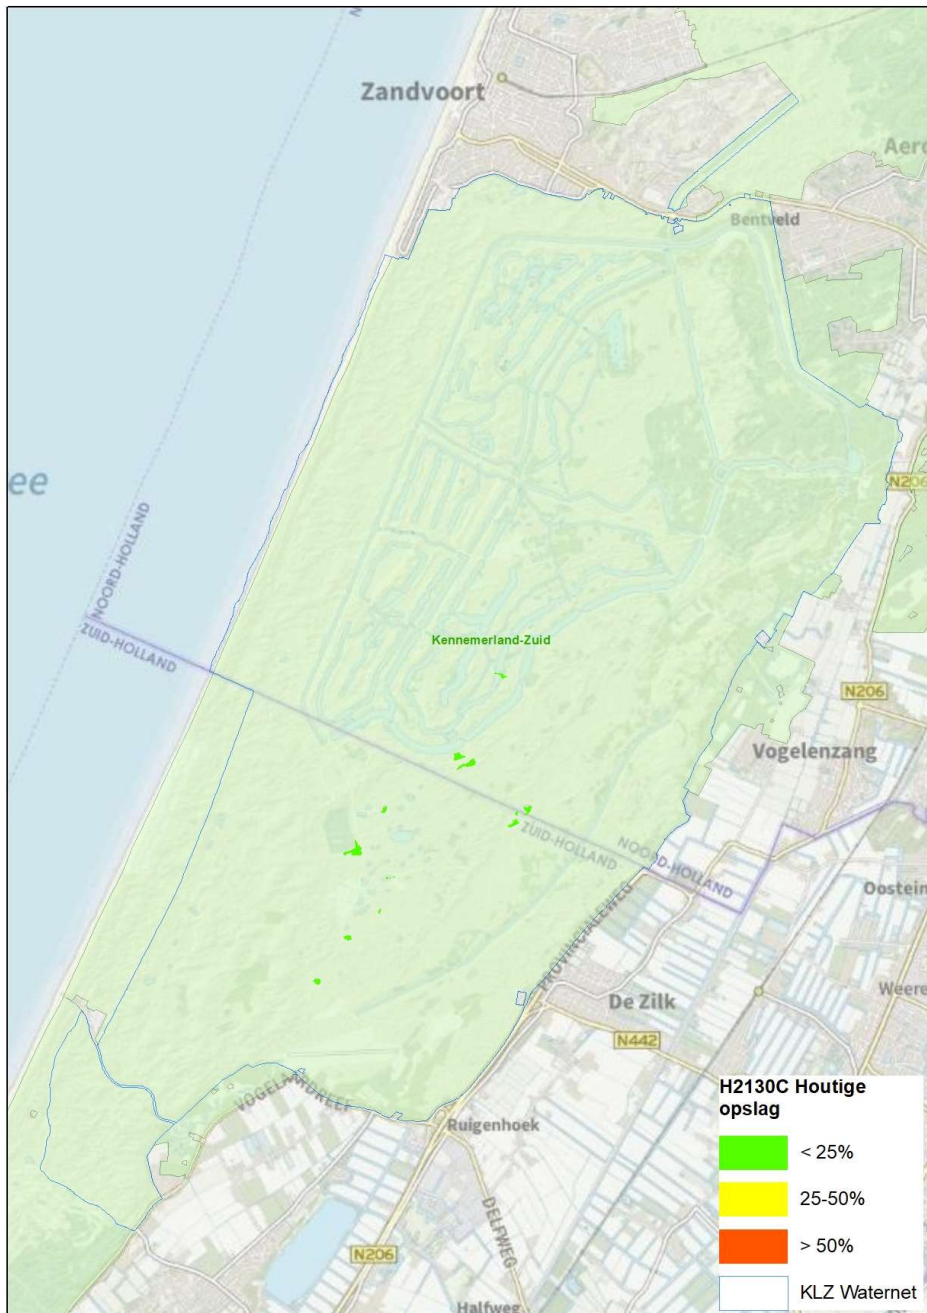 Zandvoort
Aero
Bentveld
ee
N206
NOORD-HOLLAND
ZUID-HOLLAND
Kennemerland-Zuid
N206
Vogelenzang
ZUID-HOLLAND
NOORD-HOLLAND
Oostein
PROVINCIALEWEG
De Zilk
Weere
N442
VOGELENZANG
Ruigenhoek
DELFWEG
N206
Halfweg
H2130C Houtige
opslag
< 25%
25-50%
> 50%
KLZ Waternet